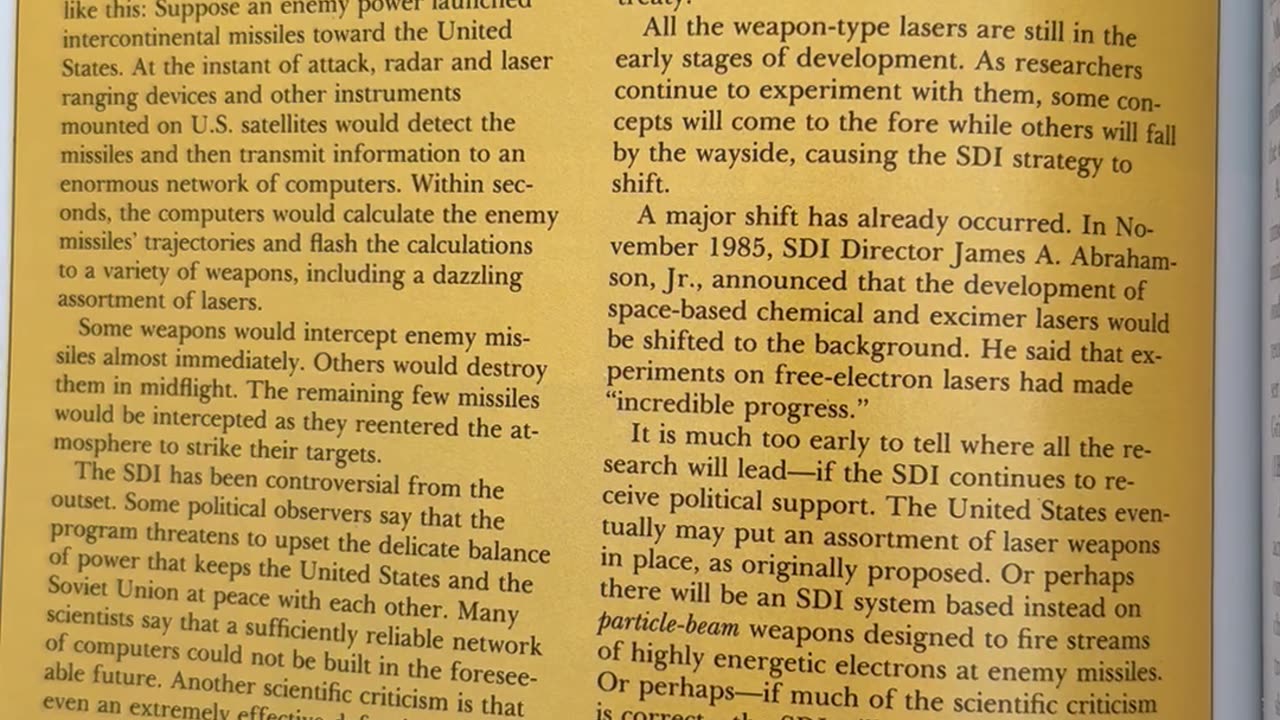 like this: Suppose an enemy power launched
intercontinental missiles toward the United
States. At the instant of attack, radar and laser
ranging devices and other instruments
mounted on U.S. satellites would detect the
missiles and then transmit information to an
enormous network of computers. Within sec-
onds, the computers would calculate the enemy
missiles' trajectories and flash the calculations
to a variety of weapons, including a dazzling
assortment of lasers.
Some weapons would intercept enemy mis-
siles almost immediately. Others would destroy
them in midflight. The remaining few missiles
would be intercepted as they reentered the at-
mosphere to strike their targets.
The SDI has been controversial from the
outset. Some political observers say that the
program threatens to upset the delicate balance
of power that keeps the United States and the
Soviet Union at peace with each other. Many
scientists say that a sufficiently reliable network
of computers could not be built in the foresee-
able future. Another scientific criticism is that
even an extremely
treaty.
All the weapon-type lasers are still in the
early stages of development. As researchers
continue to experiment with them, some con-
cepts will come to the fore while others will fall
by the wayside, causing the SDI strategy to
shift.
A major shift has already occurred. In No-
vember 1985, SDI Director James A. Abraham-
son, Jr., announced that the development of
space-based chemical and excimer lasers would
be shifted to the background. He said that ex-
periments on free-electron lasers had made
“incredible progress.”
It is much too early to tell where all the re-
search will lead—if the SDI continues to re-
ceive political support. The United States even-
tually may put an assortment of laser weapons
in place, as originally proposed. Or perhaps
there will be an SDI system based instead on
particle-beam weapons designed to fire streams
of highly energetic electrons at enemy missiles.
Or perhaps—if much of the scientific criticism
is correct